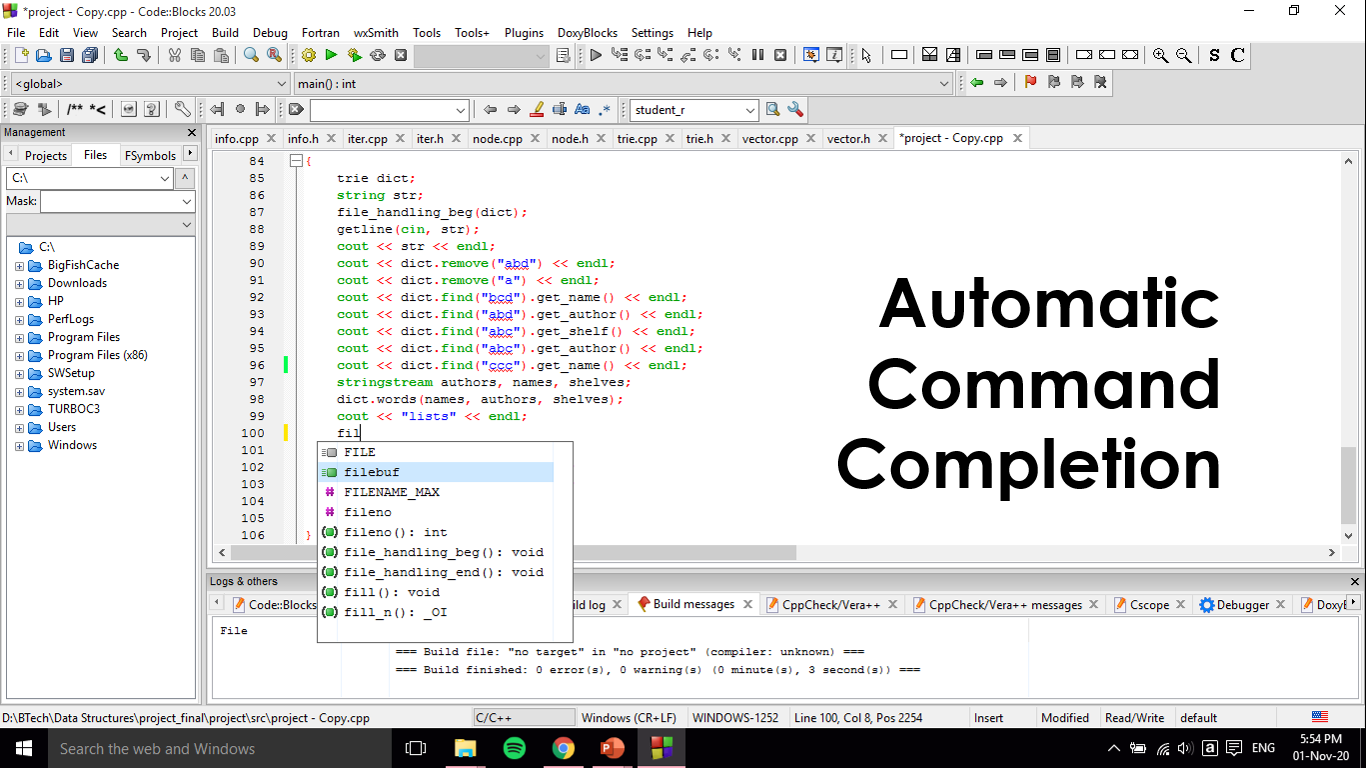 *project - Copy.cpp - Code::Blocks 20.03
File Edit View Search Project Build Debug Fortran wxSmith Tools Tools+ Plugins DoxyBlocks Settings Help
S C
<global> main() : int
/** *< Aa .* student_r
Management
info.cpp info.h iter.cpp iter.h node.cpp node.h trie.cpp trie.h vector.cpp vector.h *project - Copy.cpp
Projects Files FSymbols
C:\
Mask:
C:\
BigFishCache
Downloads
HP
PerfLogs
Program Files
Program Files (x86)
SWSetup
system.sav
TURBOC3
Users
Windows
84 {
85 trie dict;
86 string str;
87 file_handling_beg(dict);
88 getline(cin, str);
89 cout << str << endl;
90 cout << dict.remove("abd") << endl;
91 cout << dict.remove("a") << endl;
92 cout << dict.find("bcd").get_name() << endl;
93 cout << dict.find("abd").get_author() << endl;
94 cout << dict.find("abc").get_shelf() << endl;
95 cout << dict.find("abc").get_author() << endl;
96 cout << dict.find("ccc").get_name() << endl;
97 stringstream authors, names, shelves;
98 dict.words(names, authors, shelves);
99 cout << "lists" << endl;
100 fil
101
102
103
104
105
106 }
FILE
filebuf
FILENAME_MAX
# fileno
fileno(): int
file_handling_beg(): void
file_handling_end(): void
fill(): void
fill_n(): _OI
Automatic
Command
Completion
Logs & others
Code::Blocks ld log Build messages CppCheck/Vera++ CppCheck/Vera++ messages Cscope Debugger DoxyB
File
=== Build file: "no target" in "no project" (compiler: unknown) ===
=== Build finished: 0 error(s), 0 warning(s) (0 minute(s), 3 second(s)) ===
D:\BTech\Data Structures\project_final\project\src\project - Copy.cpp C/C++ Windows (CR+LF) WINDOWS-1252 Line 100, Col 8, Pos 2254 Insert Modified Read/Write default
Search the web and Windows
ENG
5:54 PM
01-Nov-20